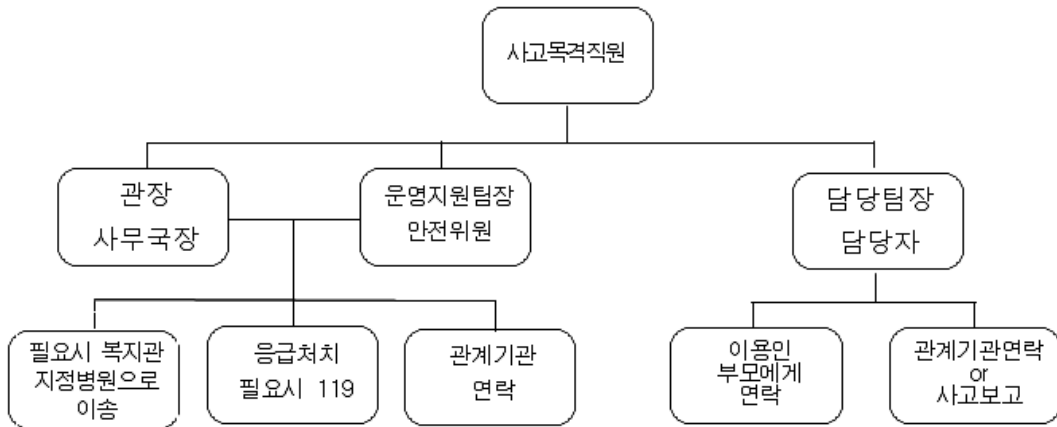 사고목격직원
관장
사무국장
운영지원팀장
안전위원
담당팀장
담당자
필요시 복지관
지정병원으로
이송
응급처치
필요시 119
관계기관
연락
이용인
부모에게
연락
관계기관연락
or
사고보고